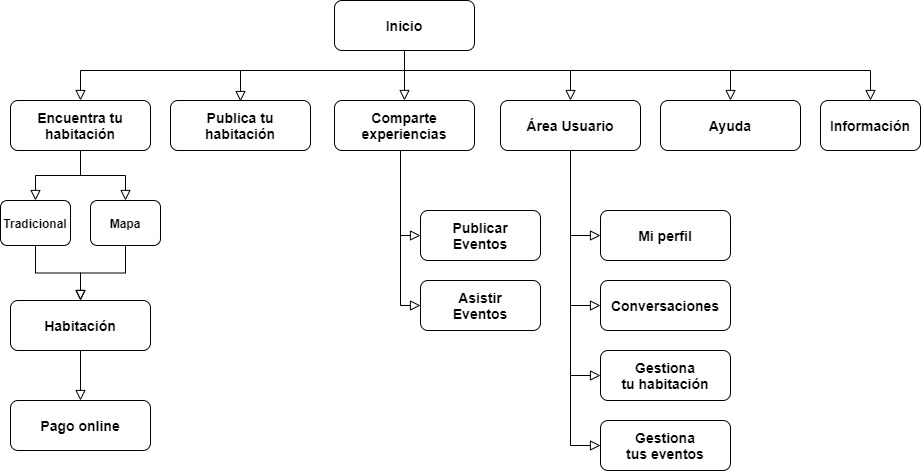 Inicio
Encuentra tu
habitación
Publica tu
habitación
Comparte
experiencias
Área Usuario
Ayuda
Información
Tradicional
Mapa
Publicar
Eventos
Mi perfil
Asistir
Eventos
Conversaciones
Habitación
Gestiona
tu habitación
Pago online
Gestiona
tus eventos